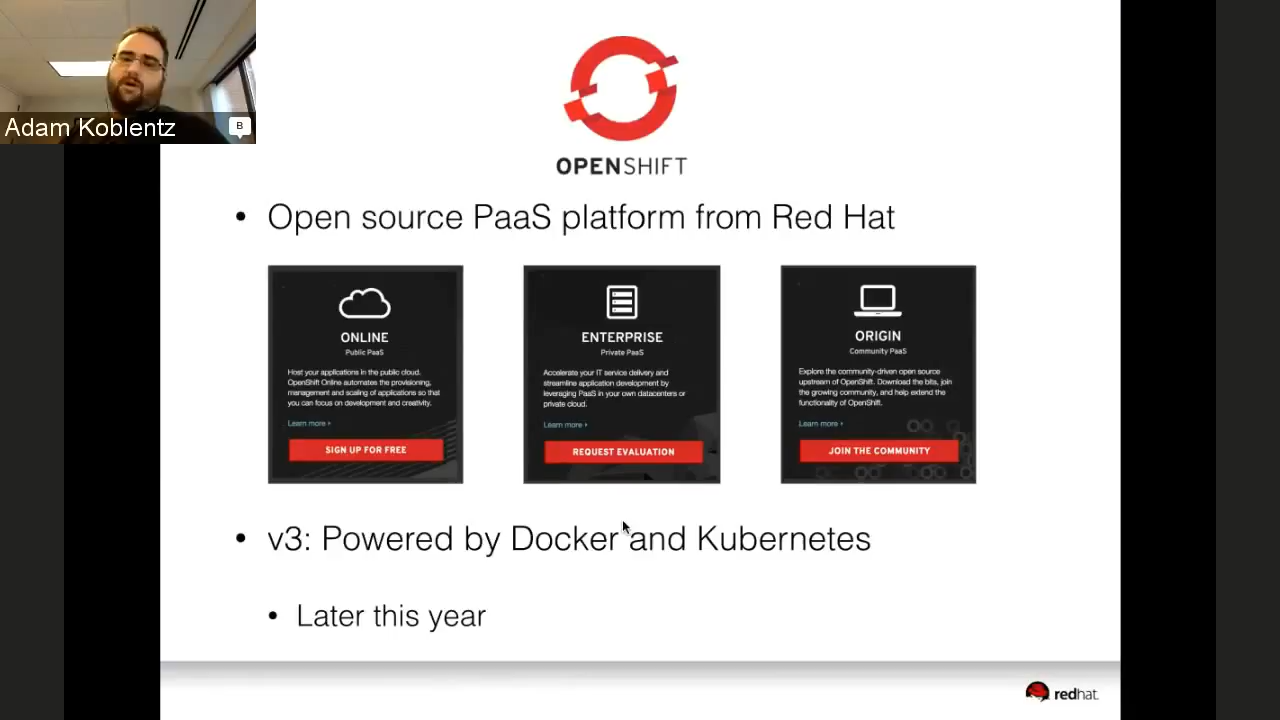 Adam Koblentz
B
OPENSHIFT
• Open source PaaS platform from Red Hat
ONLINE
Public PaaS
Host your applications in the public cloud.
OpenShift Online automates the provisioning,
management and scaling of applications so that
you can focus on development and creativity.
Learn more ›
SIGN UP FOR FREE
ENTERPRISE
Private PaaS
Accelerate your IT service delivery and
streamline application development by
leveraging PaaS in your own datacenters or
private cloud.
Learn more ›
REQUEST EVALUATION
ORIGIN
Community PaaS
Explore the community-driven open source
upstream of OpenShift. Download the bits, join
the growing community, and help extend the
functionality of OpenShift.
Learn more ›
JOIN THE COMMUNITY
• v3: Powered by Docker and Kubernetes
• Later this year
redhat.